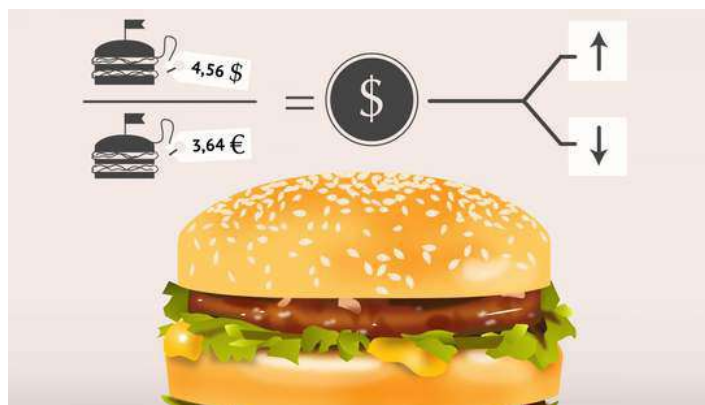 4,56 $
= $
3,64 €